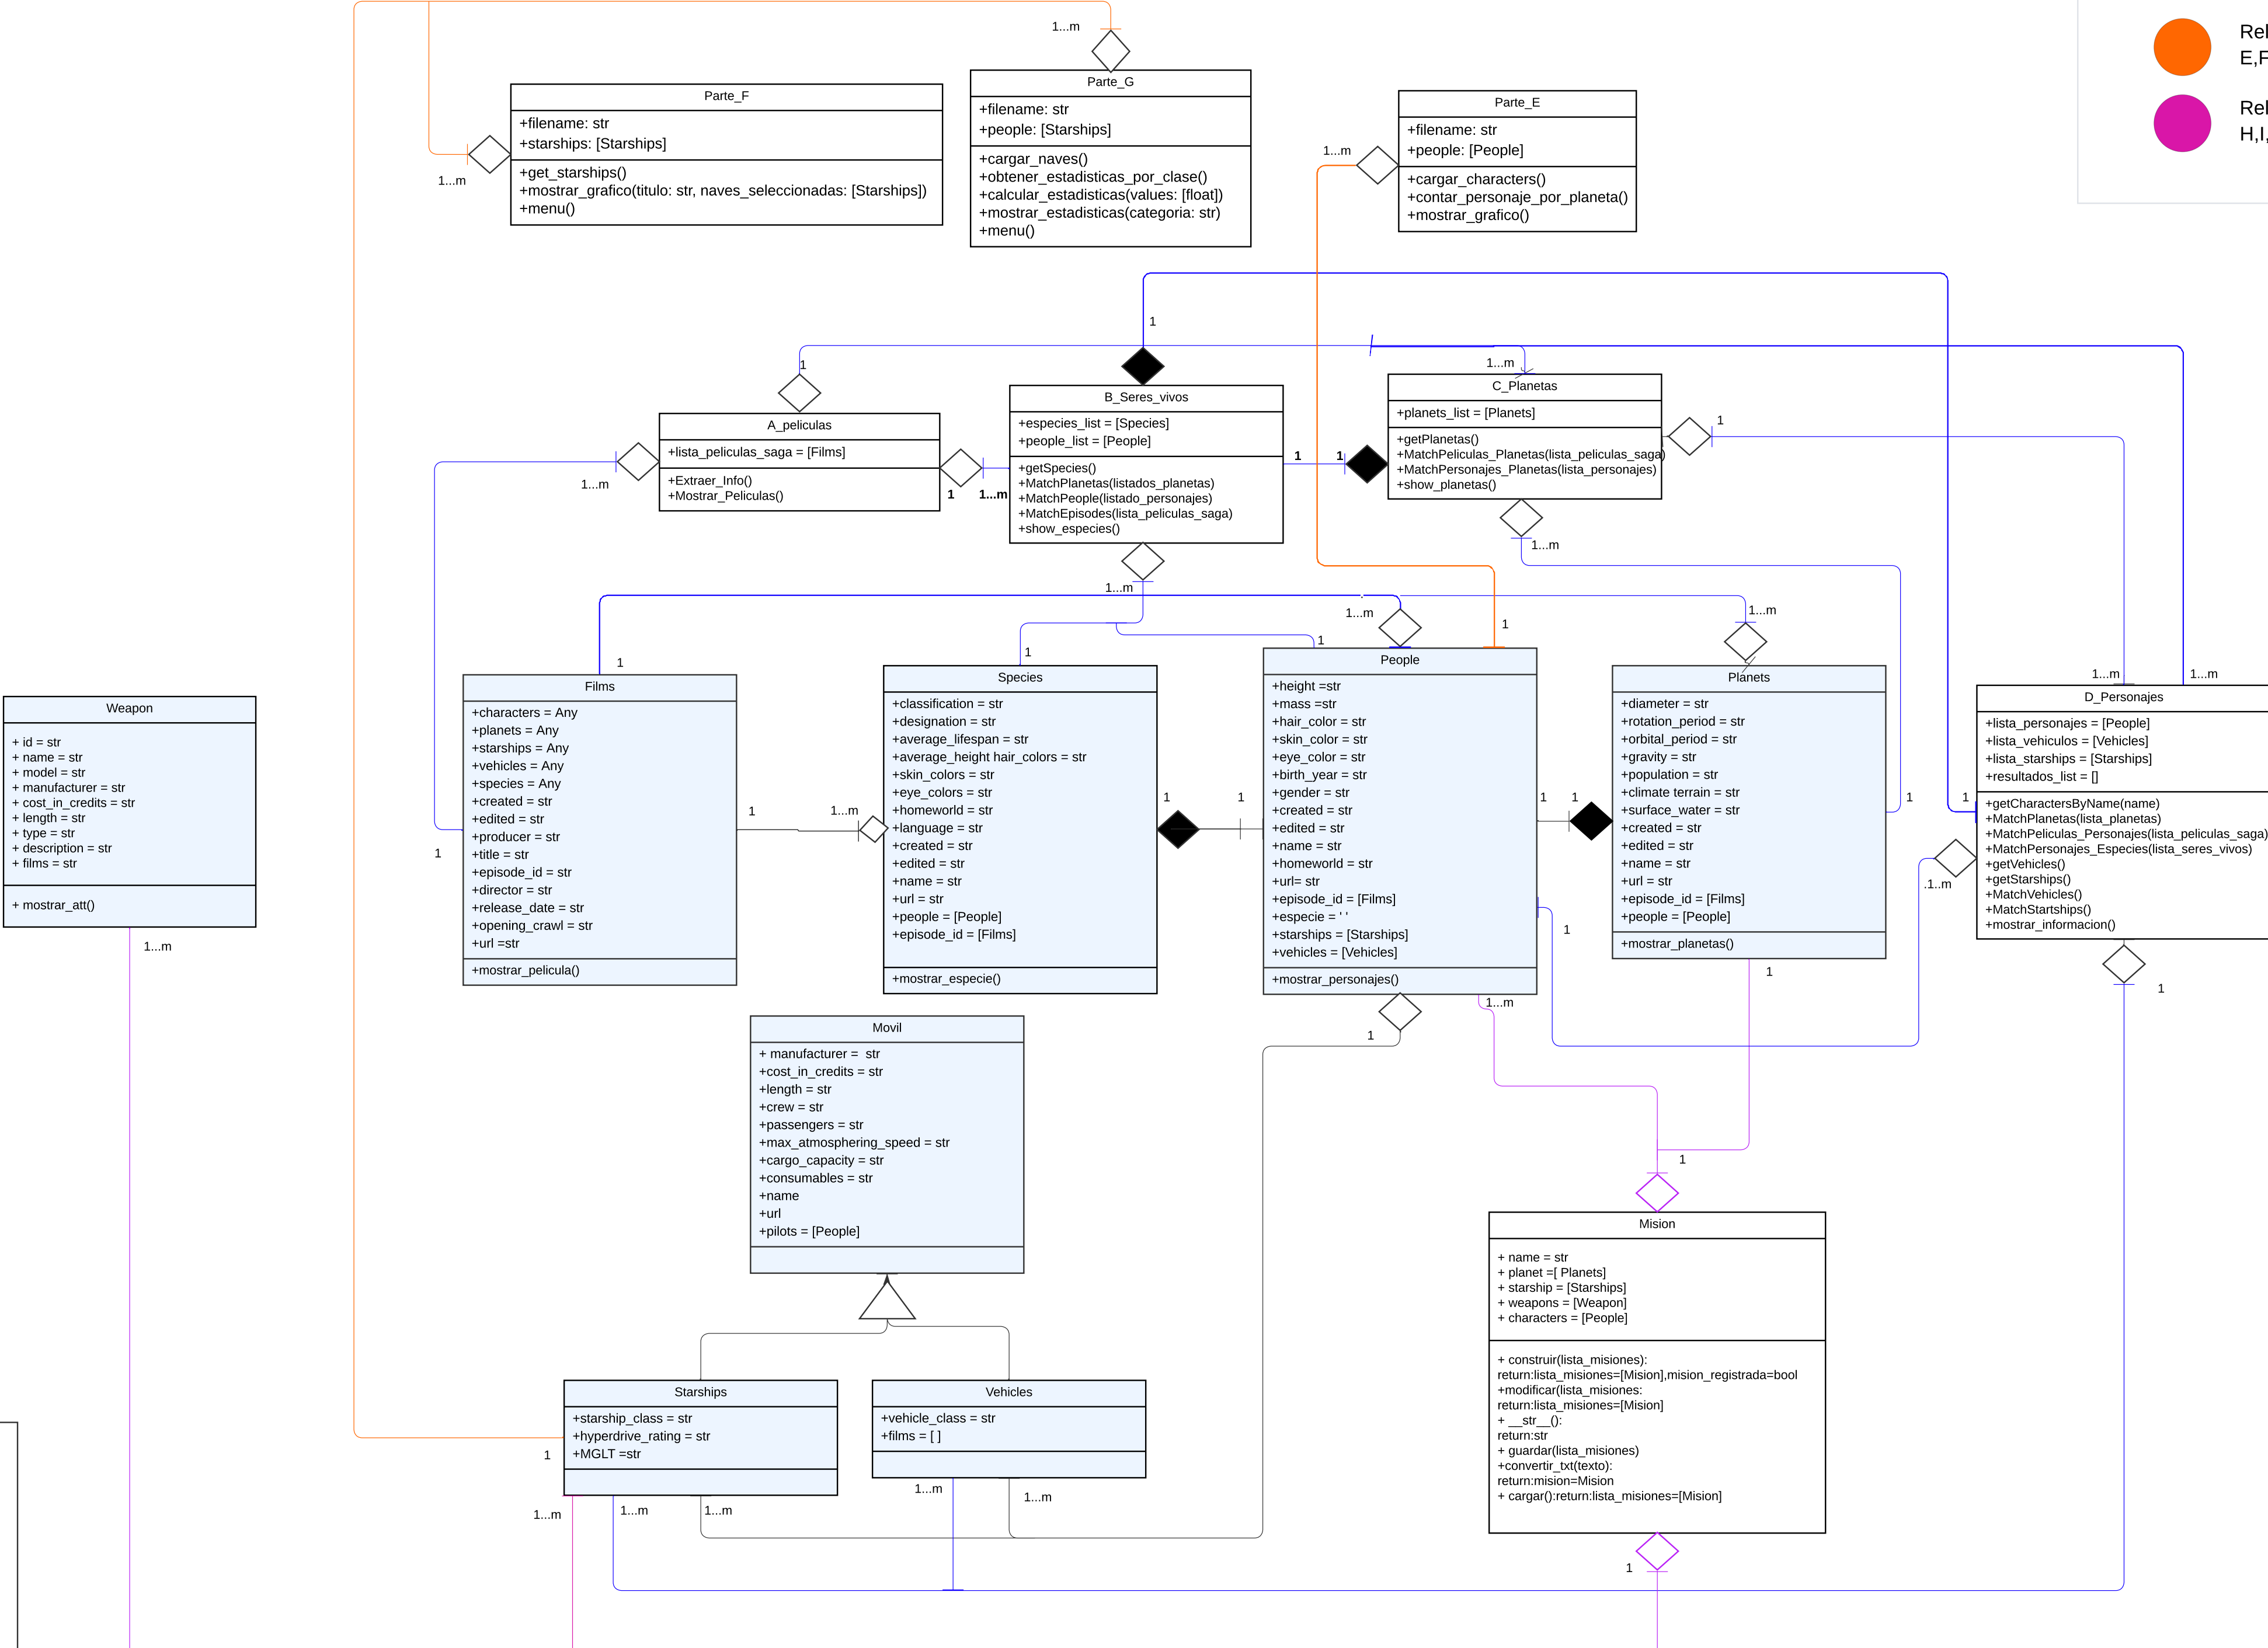 1...m
Rel
E,F
Rel
H,I,
Parte_F
+filename: str
+starships: [Starships]
+get_starships()
+mostrar_grafico(titulo: str, naves_seleccionadas: [Starships])
+menu()
1...m
Parte_G
+filename: str
+people: [Starships]
+cargar_naves()
+obtener_estadisticas_por_clase()
+calcular_estadisticas(values: [float])
+mostrar_estadisticas(categoria: str)
+menu()
Parte_E
+filename: str
+people: [People]
+cargar_characters()
+contar_personaje_por_planeta()
+mostrar_grafico()
1...m
1
1
1...m
A_peliculas
+lista_peliculas_saga = [Films]
+Extraer_Info()
+Mostrar_Peliculas()
1...m
1
1...m
B_Seres_vivos
+especies_list = [Species]
+people_list = [People]
+getSpecies()
+MatchPlanetas(listados_planetas)
+MatchPeople(listado_personajes)
+MatchEpisodes(lista_peliculas_saga)
+show_especies()
1
1
C_Planetas
+planets_list = [Planets]
+getPlanetas()
+MatchPeliculas_Planetas(lista_peliculas_saga)
+MatchPersonajes_Planetas(lista_personajes)
+show_planetas()
1
1...m
1...m
1...m
1
1...m
1
1
1
1...m
1...m
Weapon
+ id = str
+ name = str
+ model = str
+ manufacturer = str
+ cost_in_credits = str
+ length = str
+ type = str
+ description = str
+ films = str
+ mostrar_att()
1...m
Films
+characters = Any
+planets = Any
+starships = Any
+vehicles = Any
+species = Any
+created = str
+edited = str
+producer = str
+title = str
+episode_id = str
+director = str
+release_date = str
+opening_crawl = str
+url =str
+mostrar_pelicula()
1
1
1...m
Species
+classification = str
+designation = str
+average_lifespan = str
+average_height hair_colors = str
+skin_colors = str
+eye_colors = str
+homeworld = str
+language = str
+created = str
+edited = str
+name = str
+url = str
+people = [People]
+episode_id = [Films]
+mostrar_especie()
1
1
People
+height =str
+mass =str
+hair_color = str
+skin_color = str
+eye_color = str
+birth_year = str
+gender = str
+created = str
+edited = str
+name = str
+homeworld = str
+url= str
+episode_id = [Films]
+especie = ' '
+starships = [Starships]
+vehicles = [Vehicles]
+mostrar_personajes()
1
1
1
1...m
1
Planets
+diameter = str
+rotation_period = str
+orbital_period = str
+gravity = str
+population = str
+climate terrain = str
+surface_water = str
+created = str
+edited = str
+name = str
+url = str
+episode_id = [Films]
+people = [People]
+mostrar_planetas()
1
1
1
.1..m
D_Personajes
+lista_personajes = [People]
+lista_vehiculos = [Vehicles]
+lista_starships = [Starships]
+resultados_list = []
+getCharactersByName(name)
+MatchPlanetas(lista_planetas)
+MatchPeliculas_Personajes(lista_peliculas_saga)
+MatchPersonajes_Especies(lista_seres_vivos)
+getVehicles()
+getStarships()
+MatchVehicles()
+MatchStartships()
+mostrar_informacion()
1
Movil
+ manufacturer =  str
+cost_in_credits = str
+length = str
+crew = str
+passengers = str
+max_atmosphering_speed = str
+cargo_capacity = str
+consumables = str
+name
+url
+pilots = [People]
1
Mision
+ name = str
+ planet =[ Planets]
+ starship = [Starships]
+ weapons = [Weapon]
+ characters = [People]
+ construir(lista_misiones):
return:lista_misiones=[Mision],mision_registrada=bool
+modificar(lista_misiones:
return:lista_misiones=[Mision]
+ __str__():
return:str
+ guardar(lista_misiones)
+convertir_txt(texto):
return:mision=Mision
+ cargar():return:lista_misiones=[Mision]
1
Starships
+starship_class = str
+hyperdrive_rating = str
+MGLT =str
1
1...m
1...m
1...m
Vehicles
+vehicle_class = str
+films = [ ]
1...m
1...m